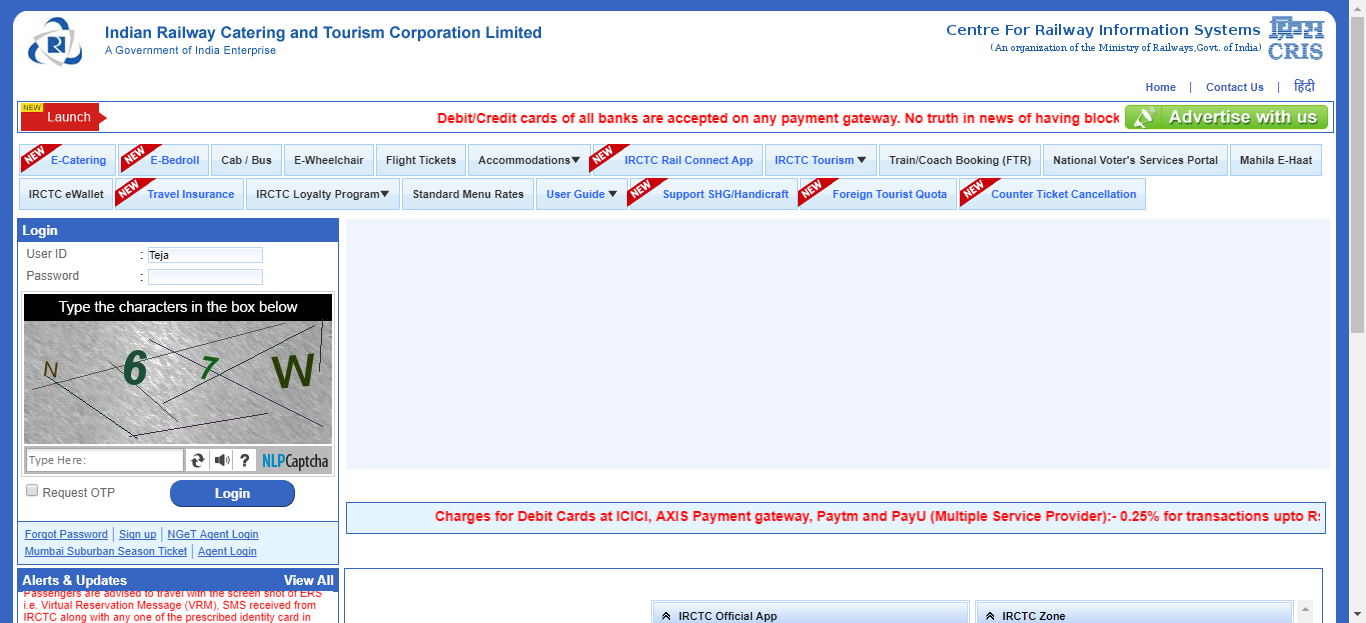 Indian Railway Catering and Tourism Corporation Limited
A Government of India Enterprise
Centre For Railway Information Systems
(An organization of the Ministry of Railways,Govt. of India)
CRIS
Home | Contact Us | हिंदी
NEW
Launch
Debit/Credit cards of all banks are accepted on any payment gateway. No truth in news of having block
Advertise with us
NEW E-Catering NEW E-Bedroll Cab / Bus E-Wheelchair Flight Tickets Accommodations▼ NEW IRCTC Rail Connect App IRCTC Tourism ▼ Train/Coach Booking (FTR) National Voter's Services Portal Mahila E-Haat
IRCTC eWallet NEW Travel Insurance IRCTC Loyalty Program▼ Standard Menu Rates User Guide ▼ NEW Support SHG/Handicraft NEW Foreign Tourist Quota NEW Counter Ticket Cancellation
Login
User ID : Teja
Password :
Type the characters in the box below
N 6 7 W
Type Here: ? NLPCaptcha
Request OTP Login
Forgot Password | Sign up | NGeT Agent Login
Mumbai Suburban Season Ticket | Agent Login
Charges for Debit Cards at ICICI, AXIS Payment gateway, Paytm and PayU (Multiple Service Provider):- 0.25% for transactions upto Rs
Alerts & Updates View All
Passengers are advised to travel with the screen shot of ERS
i.e. Virtual Reservation Message (VRM), SMS received from
IRCTC along with any one of the prescribed identity card in
IRCTC Official App
IRCTC Zone